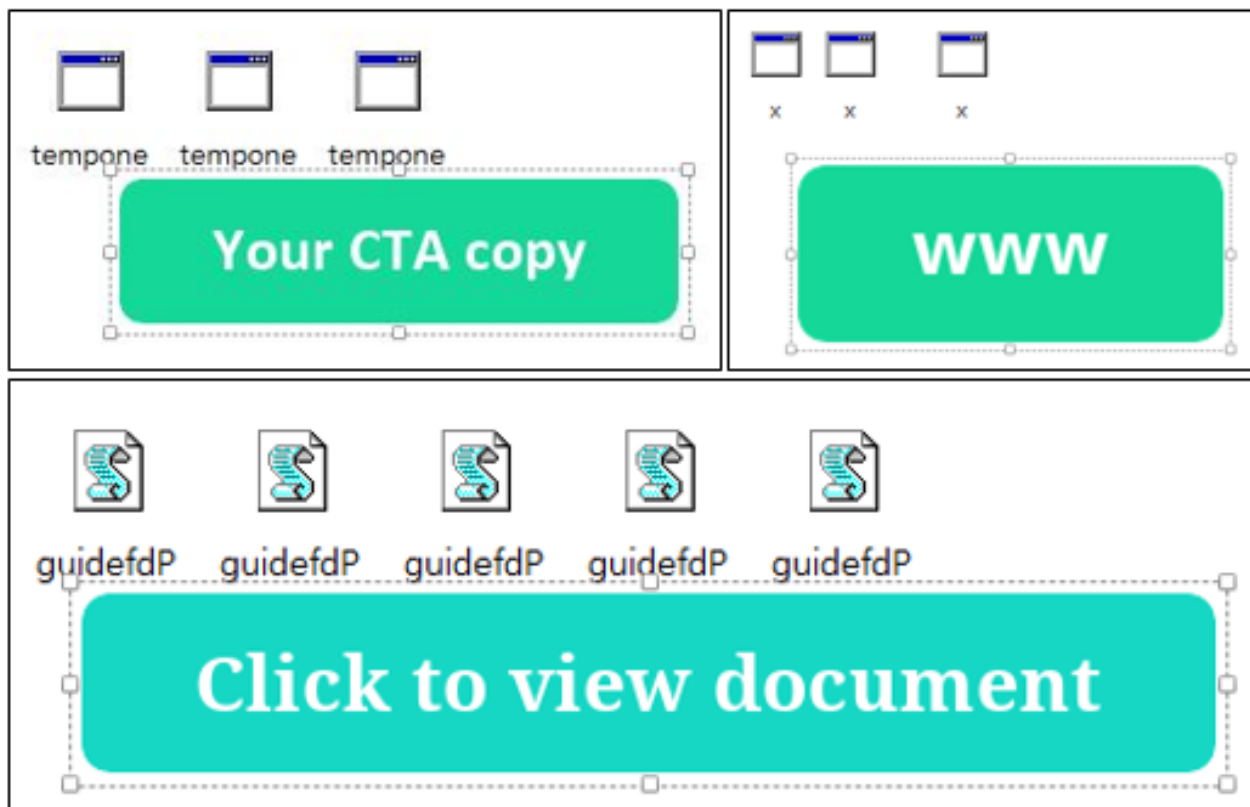 tempone tempone tempone
Your CTA copy
x x x
www
guidefdP guidefdP guidefdP guidefdP guidefdP
Click to view document